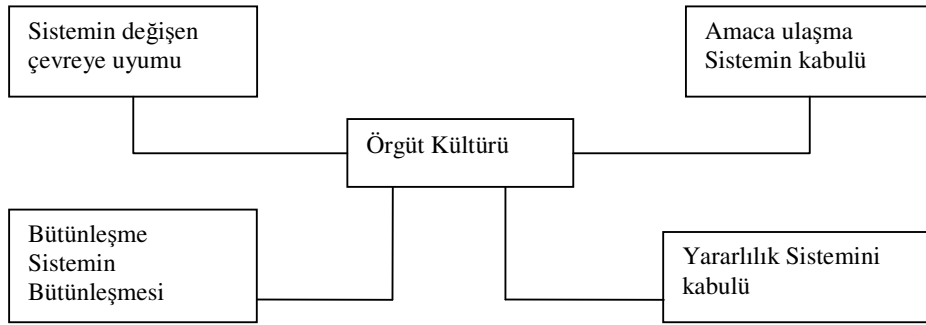 Sistemin değişen
çevreye uyumu
Amaca ulaşma
Sistemin kabulü
Örgüt Kültürü
Bütünleşme
Sistemin
Bütünleşmesi
Yararlılık Sistemini
kabulü